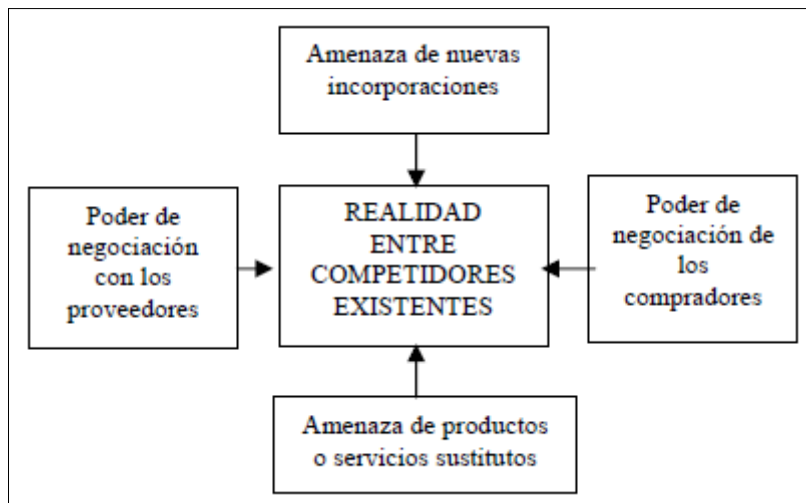 Amenaza de nuevas
incorporaciones
Poder de
negociación
con los
proveedores
REALIDAD
ENTRE
COMPETIDORES
EXISTENTES
Poder de
negociación de
los
compradores
Amenaza de productos
o servicios sustitutos